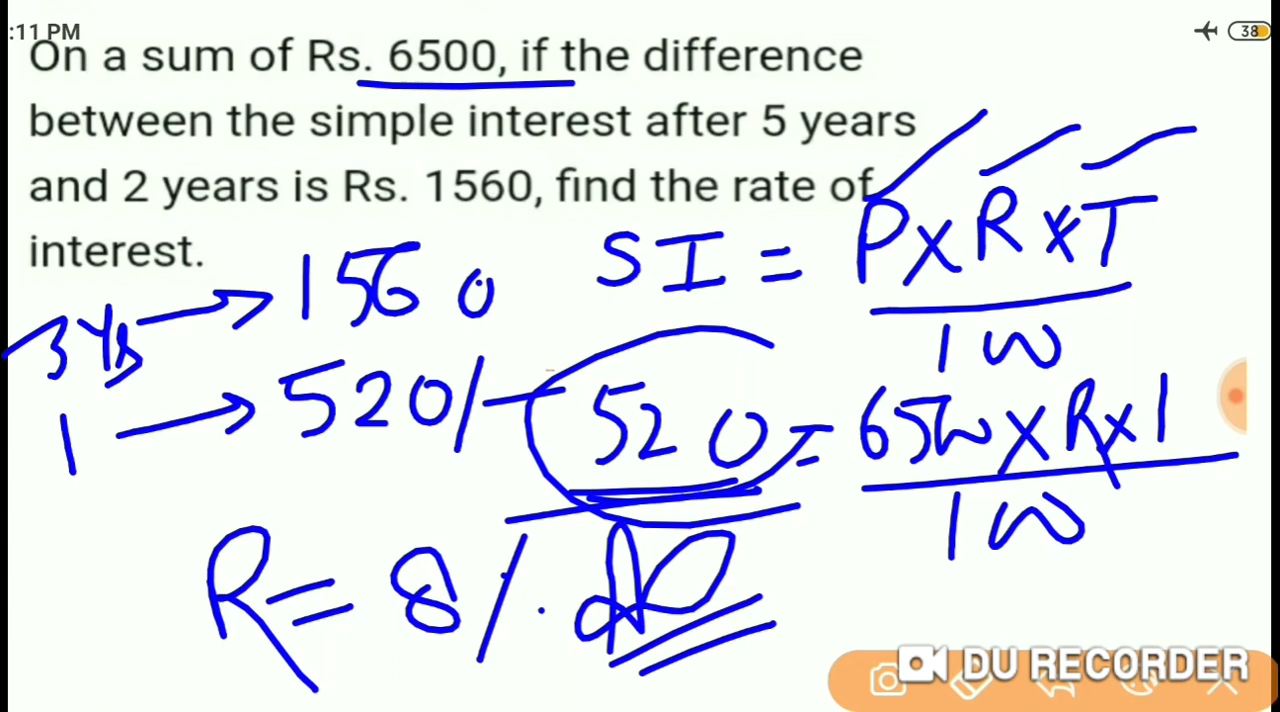 :11 PM
38
On a sum of Rs. 6500, if the difference
between the simple interest after 5 years
and 2 years is Rs. 1560, find the rate of
interest.
SI = P×R×T
100
3 Yrs → 1560
1 → 520/-
520 = 6500×R×1
100
R = 8%.
DU RECORDER